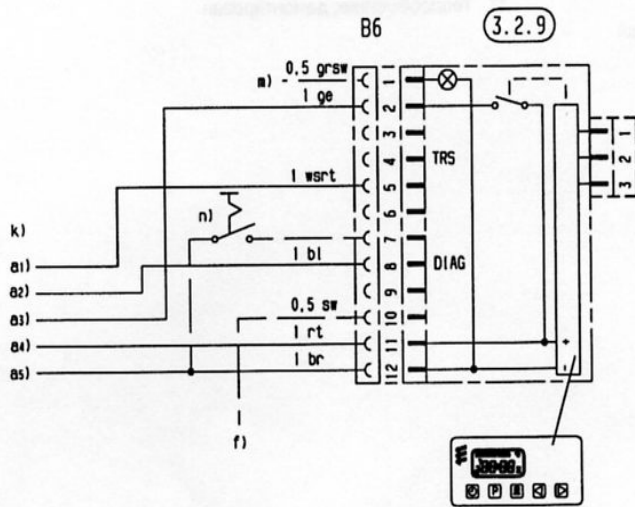 B6
3.2.9
m) 0,5 grsw
1 ge
1 wsrt
n)
k)
1 bl
0,5 sw
1 rt
1 br
a1)
a2)
a3)
a4)
a5)
f)
1
2
3
4
5
6
7
8
9
10
11
12
TRS
DIAG
1
2
3
+
-
P